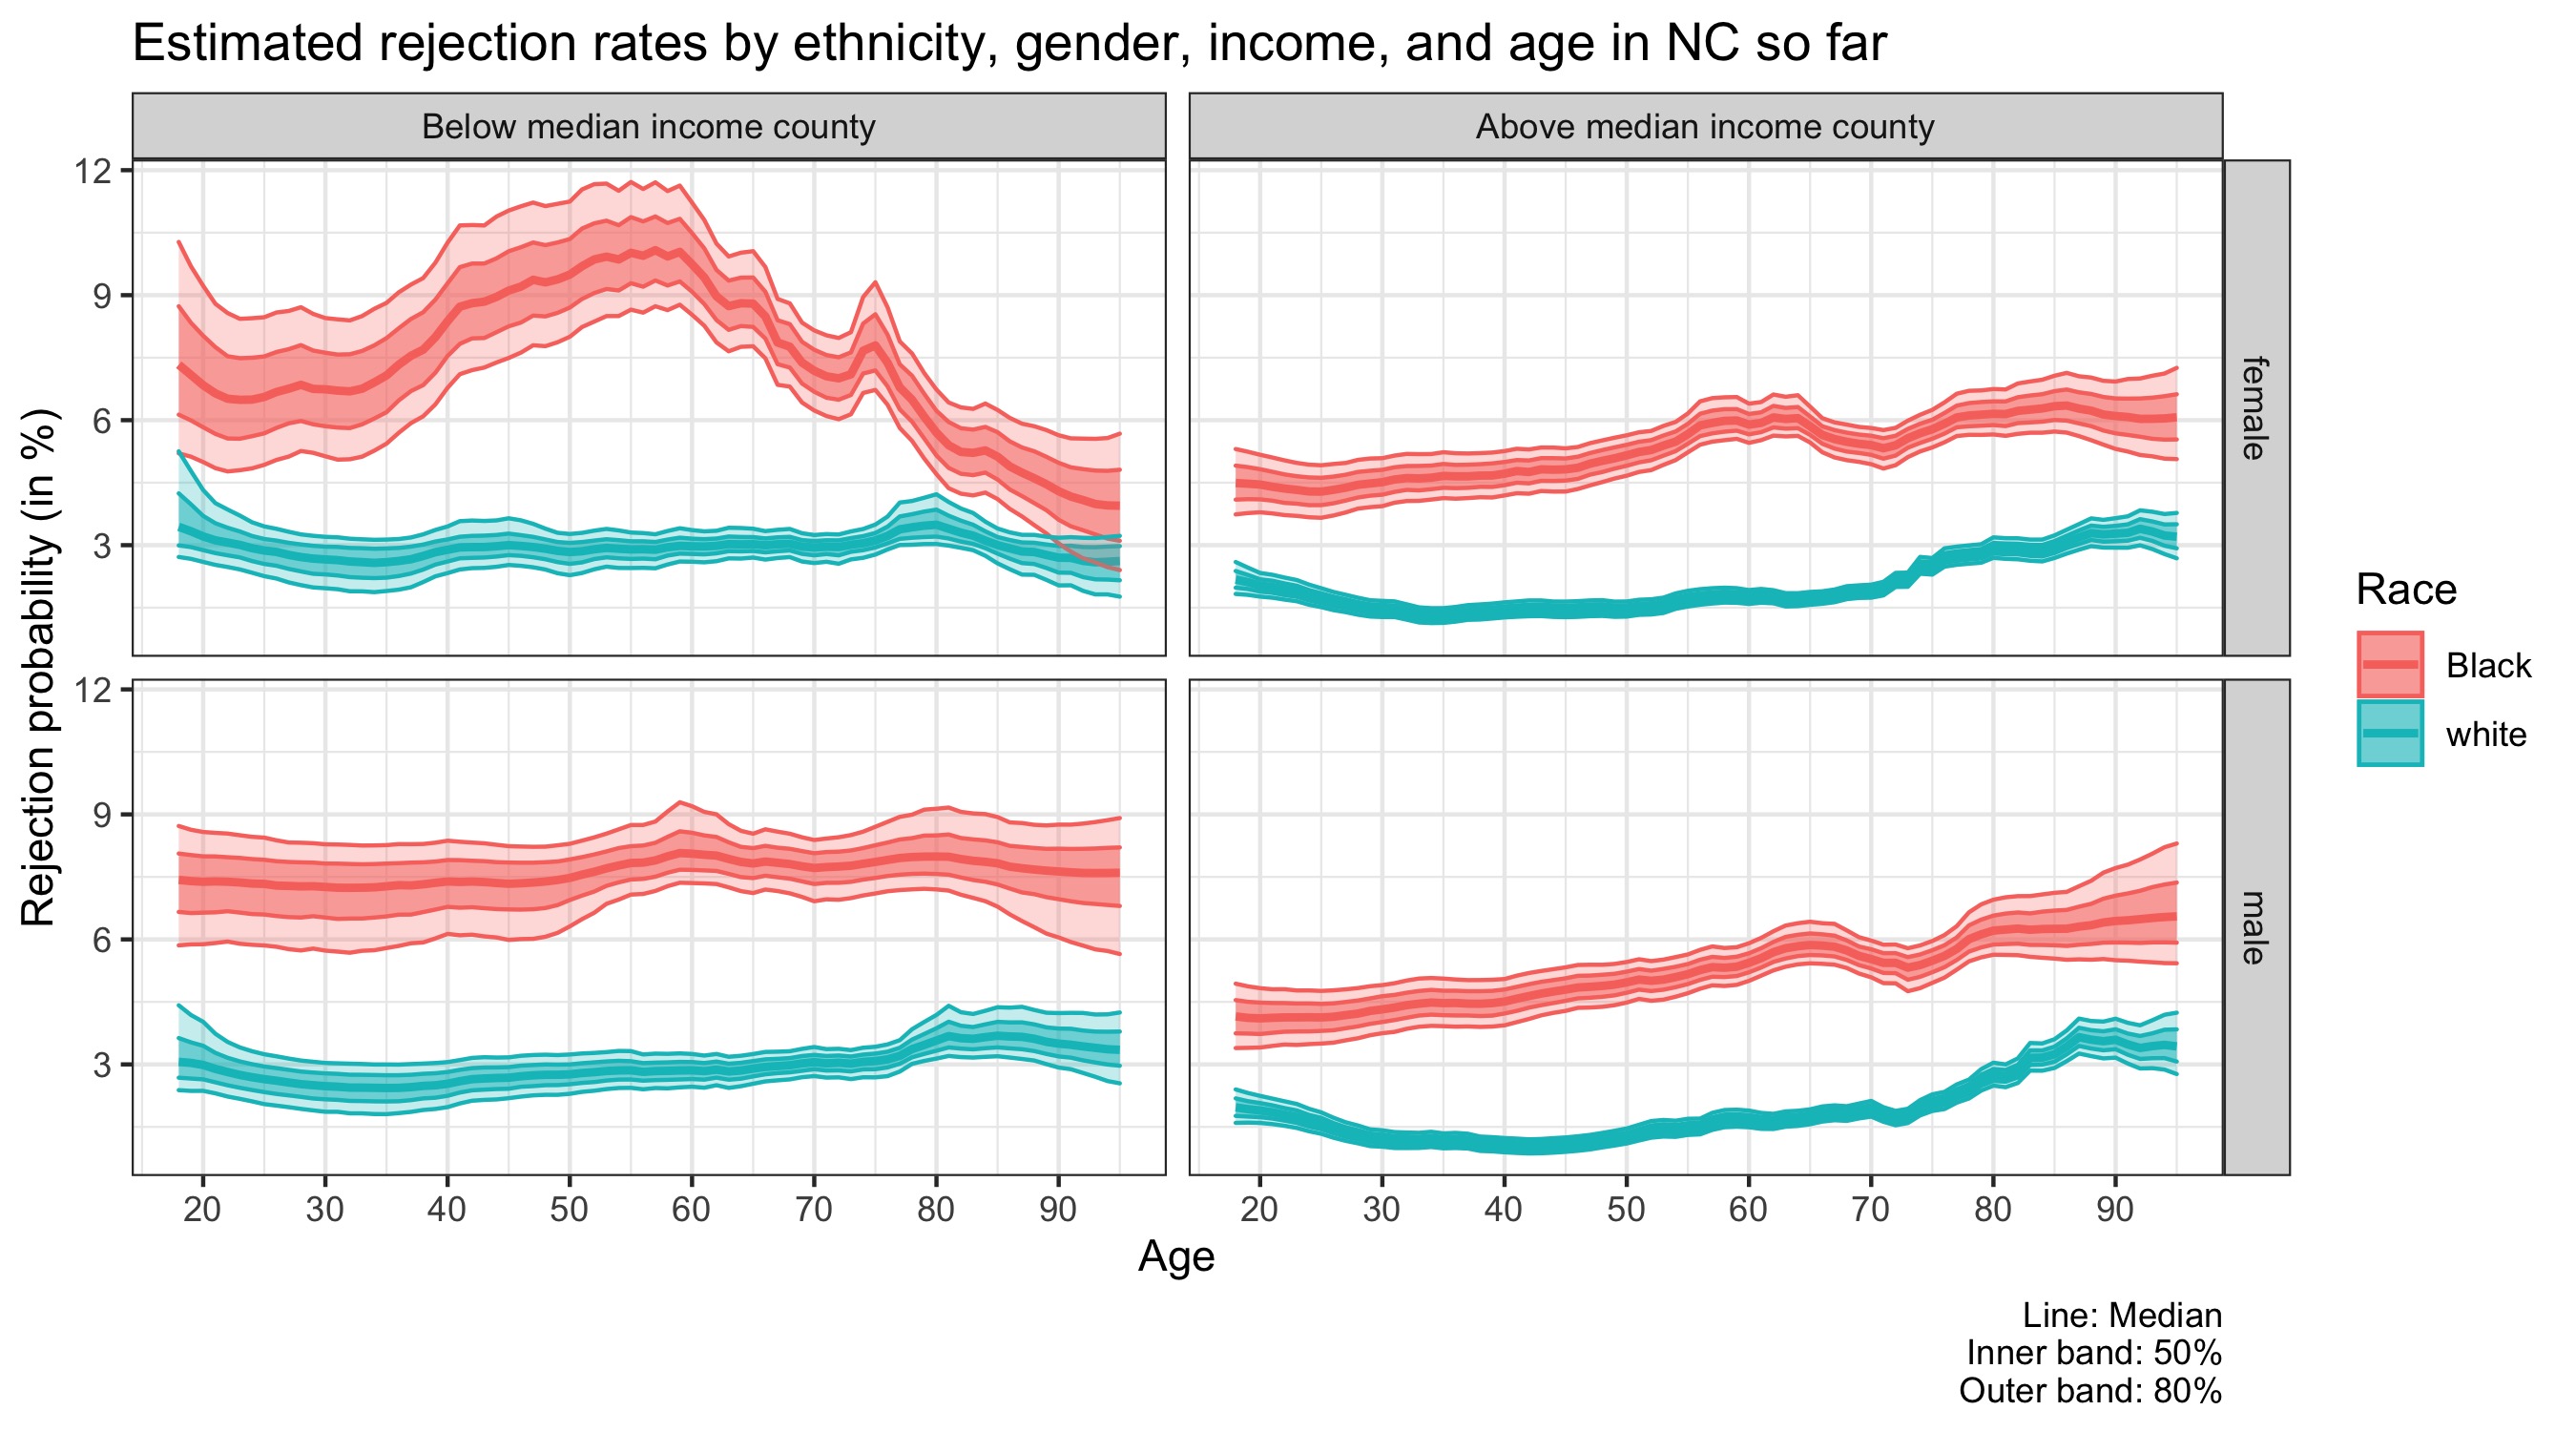 Estimated rejection rates by ethnicity, gender, income, and age in NC so far
Below median income county
Above median income county
Rejection probability (in %)
12
9
6
3
female
12
9
6
3
male
20 30 40 50 60 70 80 90
20 30 40 50 60 70 80 90
Age
Race
Black
white
Line: Median
Inner band: 50%
Outer band: 80%